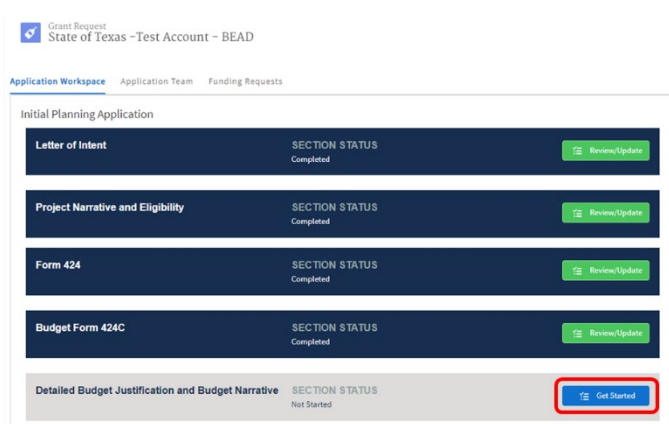 Grant Request
State of Texas -Test Account - BEAD
Application Workspace Application Team Funding Requests
Initial Planning Application
Letter of Intent SECTION STATUS Review/Update
Completed
Project Narrative and Eligibility SECTION STATUS Review/Update
Completed
Form 424 SECTION STATUS Review/Update
Completed
Budget Form 424C SECTION STATUS Review/Update
Completed
Detailed Budget Justification and Budget Narrative SECTION STATUS Get Started
Not Started